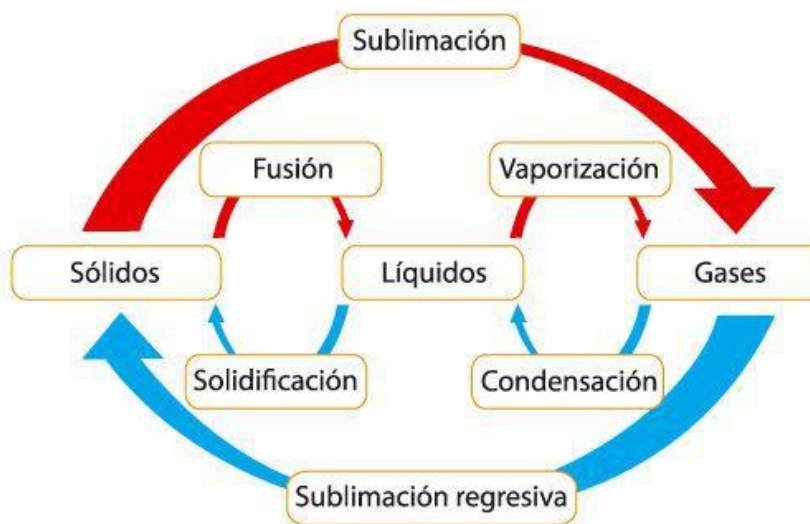 Sublimación
Fusión
Vaporización
Sólidos
Líquidos
Gases
Solidificación
Condensación
Sublimación regresiva